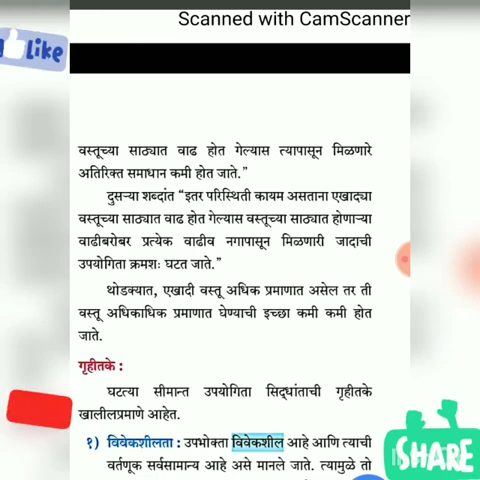 Scanned with CamScanner
Like
वस्तूच्या साठ्यात वाढ होत गेल्यास त्यापासून मिळणारे
अतिरिक्त समाधान कमी होत जाते.”
दुसऱ्या शब्दांत “इतर परिस्थिती कायम असताना एखाद्या
वस्तूच्या साठ्यात वाढ होत गेल्यास वस्तूच्या साठ्यात होणाऱ्या
वाढीबरोबर प्रत्येक वाढीव नगापासून मिळणारी जादाची
उपयोगिता क्रमशः घटत जाते.”
थोडक्यात, एखादी वस्तू अधिक प्रमाणात असेल तर ती
वस्तू अधिकाधिक प्रमाणात घेण्याची इच्छा कमी कमी होत
जाते.
गृहीतके :
घटत्या सीमान्त उपयोगिता सिद्धांताची गृहीतके
खालीलप्रमाणे आहेत.
१) विवेकशीलता : उपभोक्ता विवेकशील आहे आणि त्याची
वर्तणूक सर्वसामान्य आहे असे मानले जाते. त्यामुळे तो
SHARE